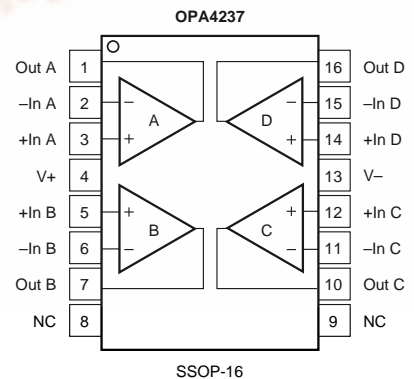 OPA4237
Out A 1 16 Out D
–In A 2 – – 15 –In D
A D
+In A 3 + + 14 +In D
V+ 4 13 V–
+In B 5 + + 12 +In C
B C
–In B 6 – – 11 –In C
Out B 7 10 Out C
NC 8 9 NC
SSOP-16